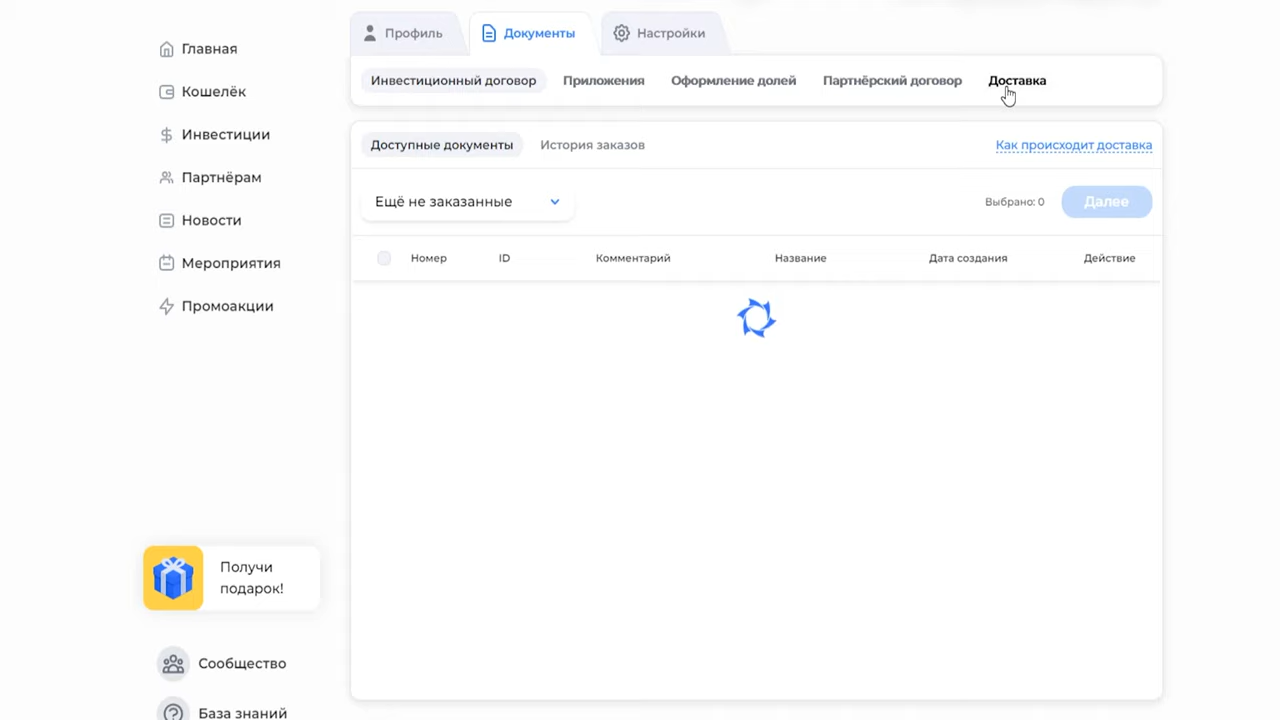 Профиль
Документы
Настройки
Главная
Кошелёк
Инвестиции
Партнёрам
Новости
Мероприятия
Промоакции
Получи
подарок!
Сообщество
База знаний
Инвестиционный договор
Приложения
Оформление долей
Партнёрский договор
Доставка
Доступные документы
История заказов
Как происходит доставка
Ещё не заказанные
Выбрано: 0
Далее
Номер
ID
Комментарий
Название
Дата создания
Действие